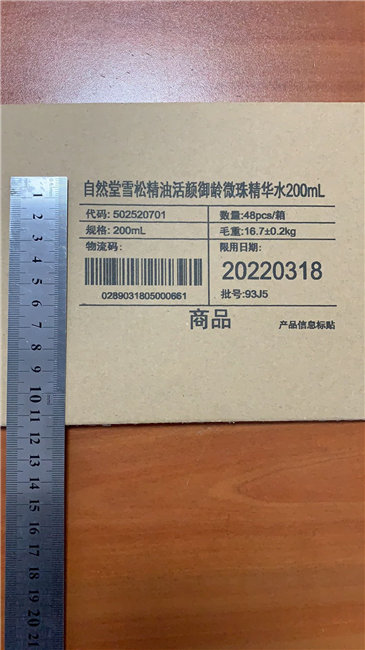 自然堂雪松精油活颜御龄微珠精华水200mL
代码: 502520701
数量:48pcs/箱
规格: 200mL
毛重:16.7±0.2kg
物流码:
限用日期:
20220318
0289031805000661
批号:93J5
商品
产品信息标贴
1
2
3
4
5
6
7
8
9
10
11
12
13
14
15
16
17
18
19
20
21